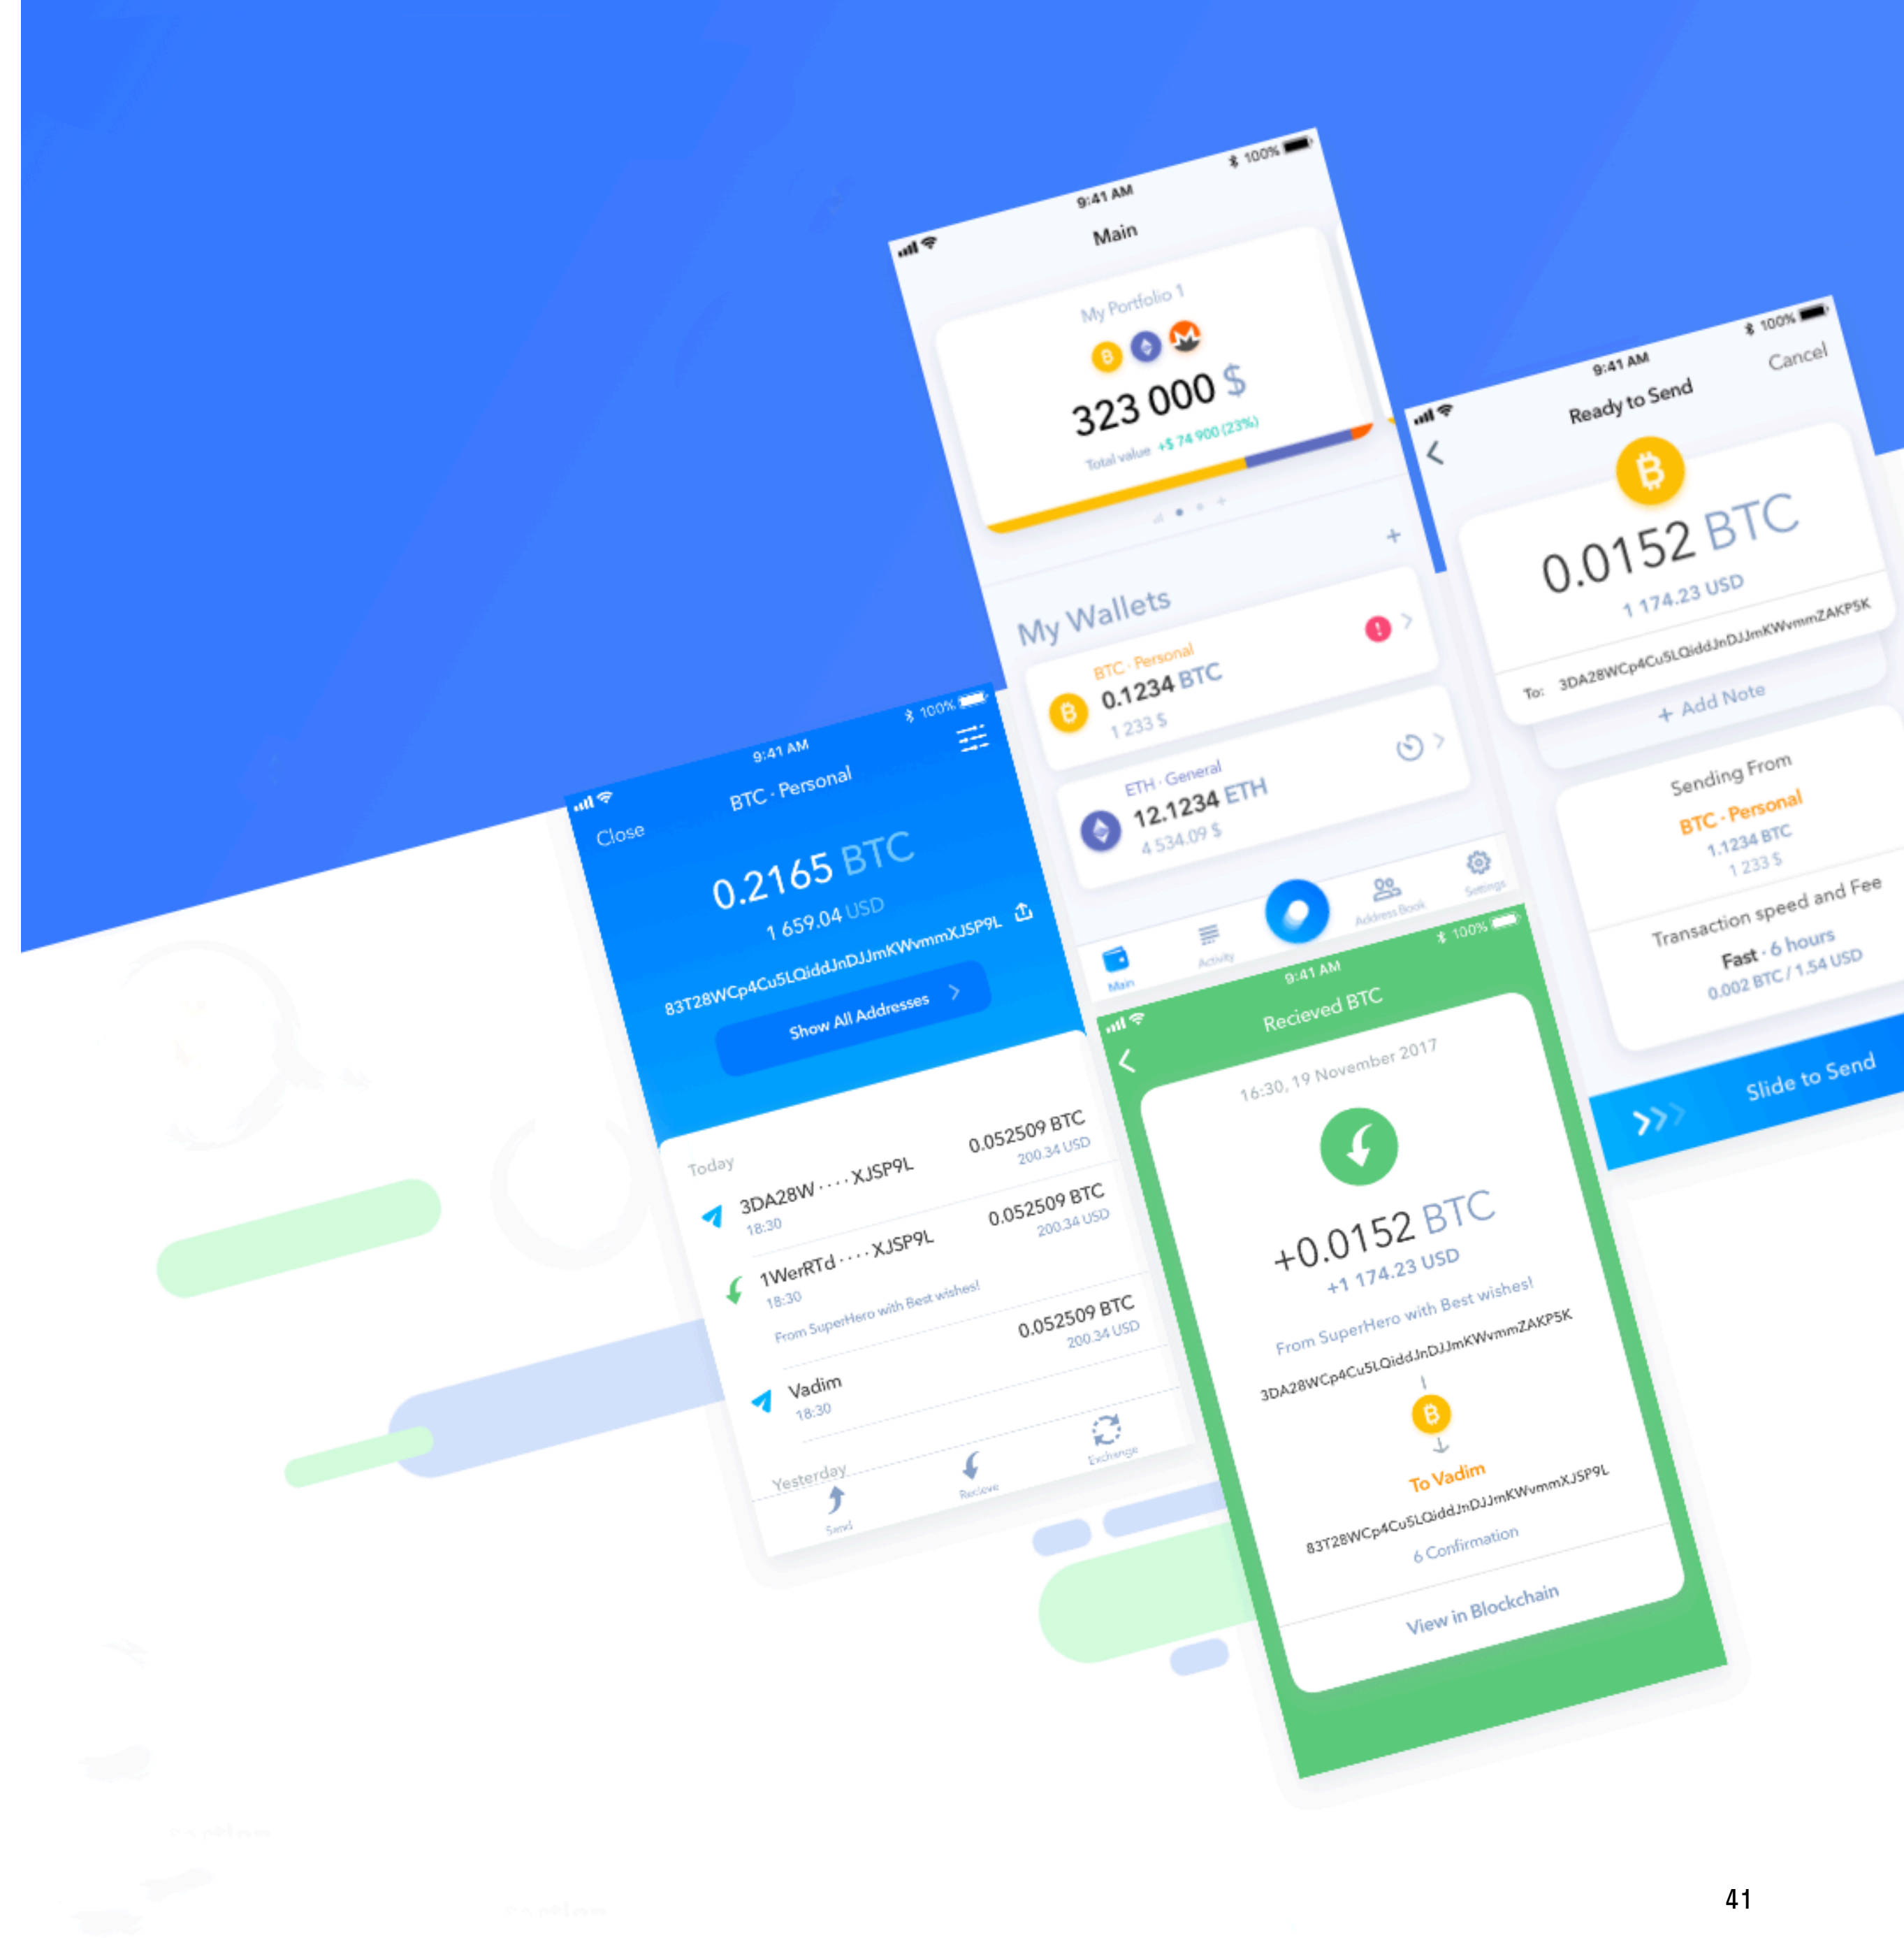 9:41 AM
100%
Main
My Portfolio 1
323 000 $
Total value +$ 74 900 (23%)
+
My Wallets
BTC · Personal
0.1234 BTC
1 233 $
!
ETH · General
12.1234 ETH
4 534.09 $
Main
Activity
Address Book
Settings
9:41 AM
100%
Ready to Send
Cancel
0.0152 BTC
1 174.23 USD
To: 3DA28WCp4Cu5LQiddJnDJJmKWvmmZAKP5K
+ Add Note
Sending From
BTC · Personal
1.1234 BTC
1 233 $
Transaction speed and Fee
Fast · 6 hours
0.002 BTC / 1.54 USD
Slide to Send
9:41 AM
100%
BTC · Personal
Close
0.2165 BTC
1 659.04 USD
83T28WCp4Cu5LQiddJnDJJmKWvmmXJSP9L
Show All Addresses
Today
3DA28W · · · · XJSP9L 0.052509 BTC
18:30 200.34 USD
1WerRTd · · · · XJSP9L 0.052509 BTC
18:30 200.34 USD
From SuperHero with Best wishes!
Vadim 0.052509 BTC
18:30 200.34 USD
Yesterday
Send
Recieve
Exchange
9:41 AM
100%
Recieved BTC
16:30, 19 November 2017
+0.0152 BTC
+1 174.23 USD
From SuperHero with Best wishes!
3DA28WCp4Cu5LQiddJnDJJmKWvmmZAKP5K
To Vadim
83T28WCp4Cu5LQiddJnDJJmKWvmmXJSP9L
6 Confirmation
View in Blockchain
41